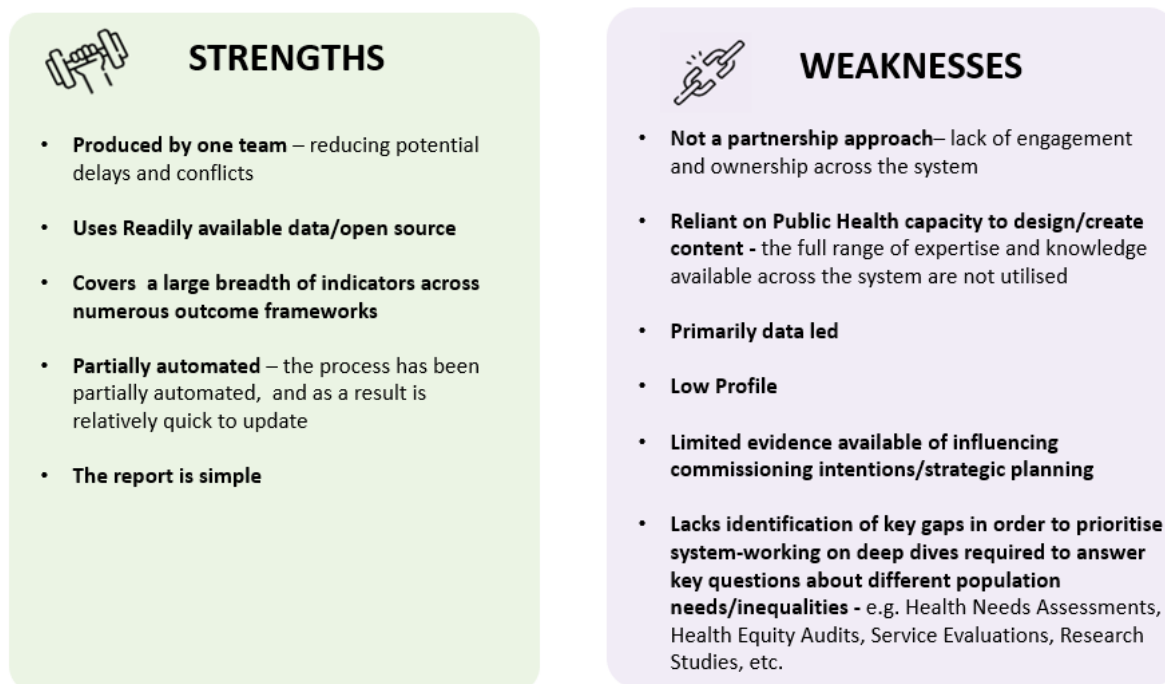 STRENGTHS
• Produced by one team – reducing potential
delays and conflicts
• Uses Readily available data/open source
• Covers  a large breadth of indicators across
numerous outcome frameworks
• Partially automated – the process has been
partially automated,  and as a result is
relatively quick to update
• The report is simple
WEAKNESSES
• Not a partnership approach– lack of engagement
and ownership across the system
• Reliant on Public Health capacity to design/create
content - the full range of expertise and knowledge
available across the system are not utilised
• Primarily data led
• Low Profile
• Limited evidence available of influencing
commissioning intentions/strategic planning
• Lacks identification of key gaps in order to prioritise
system-working on deep dives required to answer
key questions about different population
needs/inequalities - e.g. Health Needs Assessments,
Health Equity Audits, Service Evaluations, Research
Studies, etc.